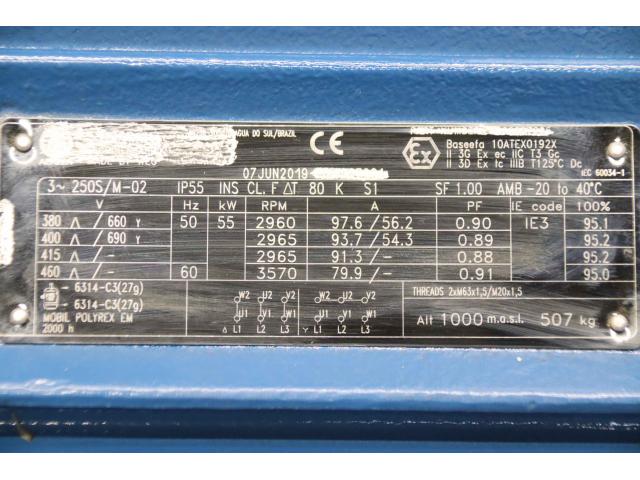 AGUA DO SUL/BRAZIL
CE
Ex
Baseefa 10ATEX0192X
II 3G Ex ec IIC T3 Gc
II 3D Ex tc IIIB T125°C Dc
07JUN2019
IEC 60034-1
3~ 250S/M-02 IP55 INS CL. F ΔT 80 K S1 SF 1.00 AMB -20 to 40°C
V Hz kW RPM A PF IE code 100%
380 Δ/ 660 Y 50 55 2960 97.6/56.2 0.90 IE3 95.1
400 Δ/ 690 Y 2965 93.7/54.3 0.89 95.2
415 Δ/- 2965 91.3/- 0.88 95.2
460 Δ/- 60 3570 79.9/- 0.91 95.0
6314-C3(27g)
6314-C3(27g)
MOBIL POLYREX EM
2000 h
W2 U2 V2 W2 U2 V2
U1 V1 W1 U1 V1 W1
Δ L1 L2 L3 Y L1 L2 L3
THREADS 2xM63x1,5/M20x1,5
Alt 1000 m.a.s.l. 507 kg